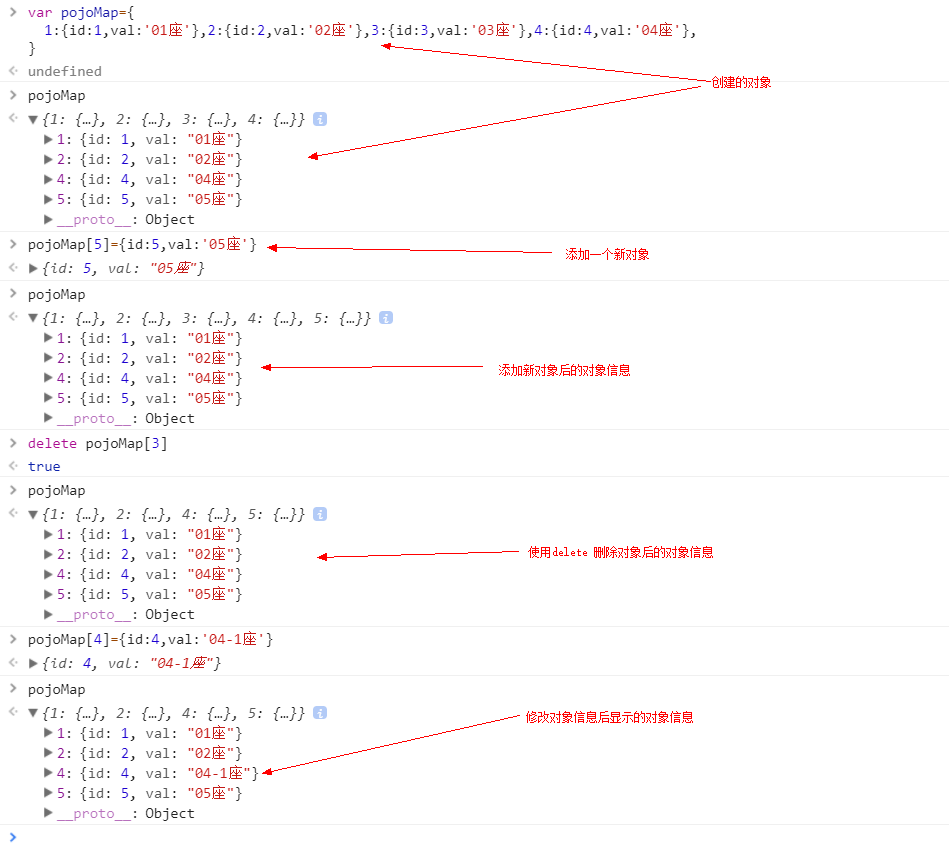 var pojoMap={
1:{id:1,val:'01座'},2:{id:2,val:'02座'},3:{id:3,val:'03座'},4:{id:4,val:'04座'},
}
undefined
创建的对象
pojoMap
{1: {…}, 2: {…}, 3: {…}, 4: {…}}
1: {id: 1, val: "01座"}
2: {id: 2, val: "02座"}
4: {id: 4, val: "04座"}
5: {id: 5, val: "05座"}
__proto__: Object
pojoMap[5]={id:5,val:'05座'}
添加一个新对象
{id: 5, val: "05座"}
pojoMap
{1: {…}, 2: {…}, 3: {…}, 4: {…}, 5: {…}}
1: {id: 1, val: "01座"}
2: {id: 2, val: "02座"}
添加新对象后的对象信息
4: {id: 4, val: "04座"}
5: {id: 5, val: "05座"}
__proto__: Object
delete pojoMap[3]
true
pojoMap
{1: {…}, 2: {…}, 4: {…}, 5: {…}}
1: {id: 1, val: "01座"}
2: {id: 2, val: "02座"}
使用delete 删除对象后的对象信息
4: {id: 4, val: "04座"}
5: {id: 5, val: "05座"}
__proto__: Object
pojoMap[4]={id:4,val:'04-1座'}
{id: 4, val: "04-1座"}
pojoMap
{1: {…}, 2: {…}, 4: {…}, 5: {…}}
修改对象信息后显示的对象信息
1: {id: 1, val: "01座"}
2: {id: 2, val: "02座"}
4: {id: 4, val: "04-1座"}
5: {id: 5, val: "05座"}
__proto__: Object